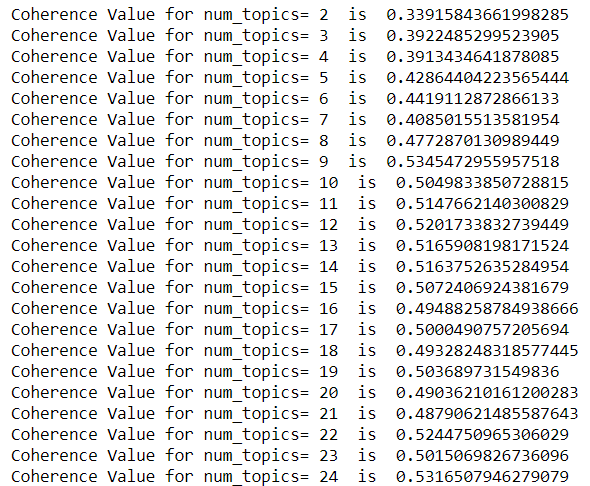 Coherence Value for num_topics= 2  is  0.33915843661998285
Coherence Value for num_topics= 3  is  0.3922485299523905
Coherence Value for num_topics= 4  is  0.3913434641878085
Coherence Value for num_topics= 5  is  0.42864404223565444
Coherence Value for num_topics= 6  is  0.4419112872866133
Coherence Value for num_topics= 7  is  0.4085015513581954
Coherence Value for num_topics= 8  is  0.4772870130989449
Coherence Value for num_topics= 9  is  0.5345472955957518
Coherence Value for num_topics= 10  is  0.5049833850728815
Coherence Value for num_topics= 11  is  0.5147662140300829
Coherence Value for num_topics= 12  is  0.5201733832739449
Coherence Value for num_topics= 13  is  0.5165908198171524
Coherence Value for num_topics= 14  is  0.5163752635284954
Coherence Value for num_topics= 15  is  0.5072406924381679
Coherence Value for num_topics= 16  is  0.49488258784938666
Coherence Value for num_topics= 17  is  0.5000490757205694
Coherence Value for num_topics= 18  is  0.49328248318577445
Coherence Value for num_topics= 19  is  0.503689731549836
Coherence Value for num_topics= 20  is  0.49036210161200283
Coherence Value for num_topics= 21  is  0.48790621485587643
Coherence Value for num_topics= 22  is  0.5244750965306029
Coherence Value for num_topics= 23  is  0.5015069826736096
Coherence Value for num_topics= 24  is  0.5316507946279079